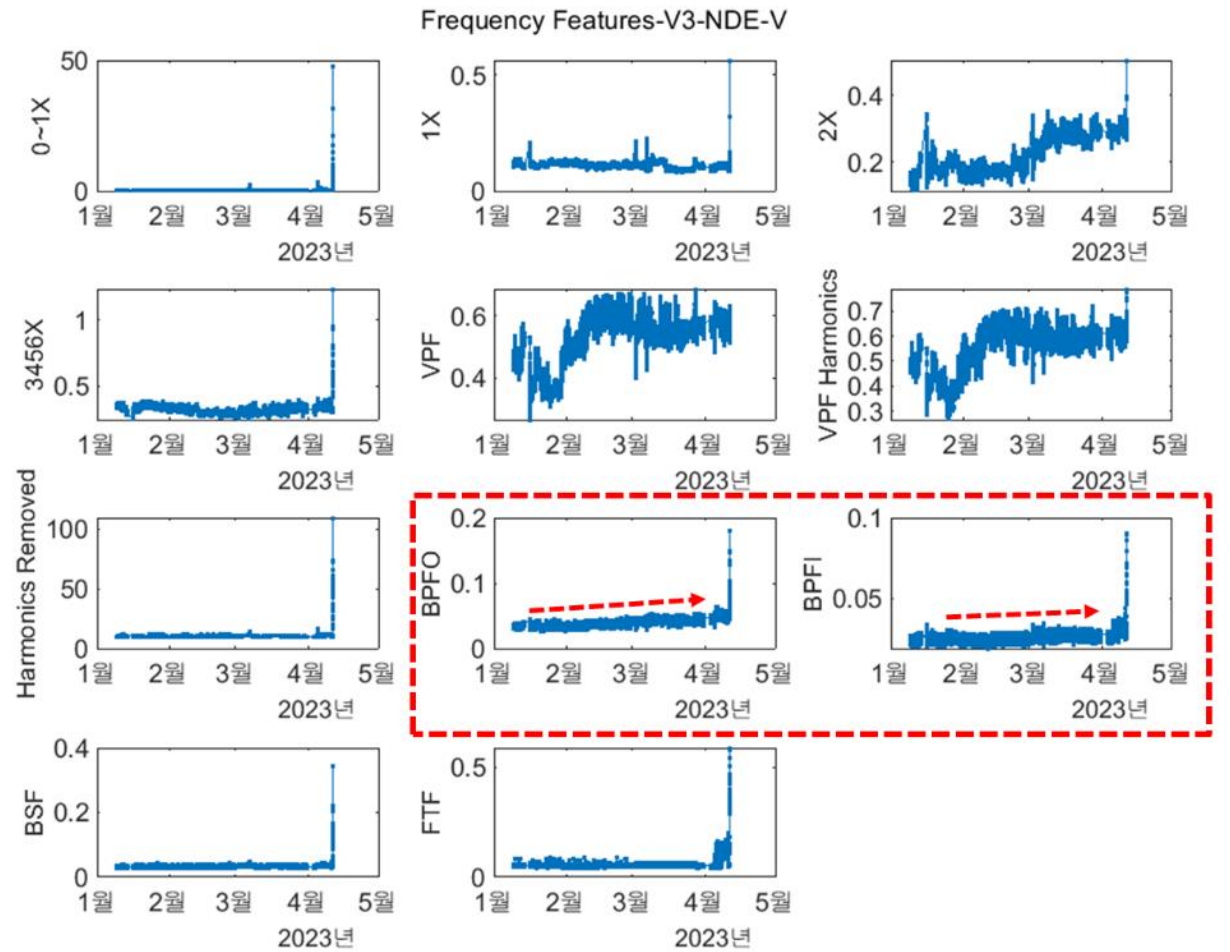 Frequency Features-V3-NDE-V
0~1X
50
0
1월 2월 3월 4월 5월
2023년
1X
0.5
0
1월 2월 3월 4월 5월
2023년
2X
0.4
0.2
1월 2월 3월 4월 5월
2023년
3456X
1
0.5
1월 2월 3월 4월 5월
2023년
VPF
0.6
0.4
1월 2월 3월 4월 5월
2023년
VPF Harmonics
0.7
0.6
0.5
0.4
0.3
1월 2월 3월 4월 5월
2023년
Harmonics Removed
100
50
0
1월 2월 3월 4월 5월
2023년
BPFO
0.2
0.1
0
1월 2월 3월 4월 5월
2023년
BPFI
0.1
0.05
1월 2월 3월 4월 5월
2023년
BSF
0.4
0.2
0
1월 2월 3월 4월 5월
2023년
FTF
0.5
0
1월 2월 3월 4월 5월
2023년